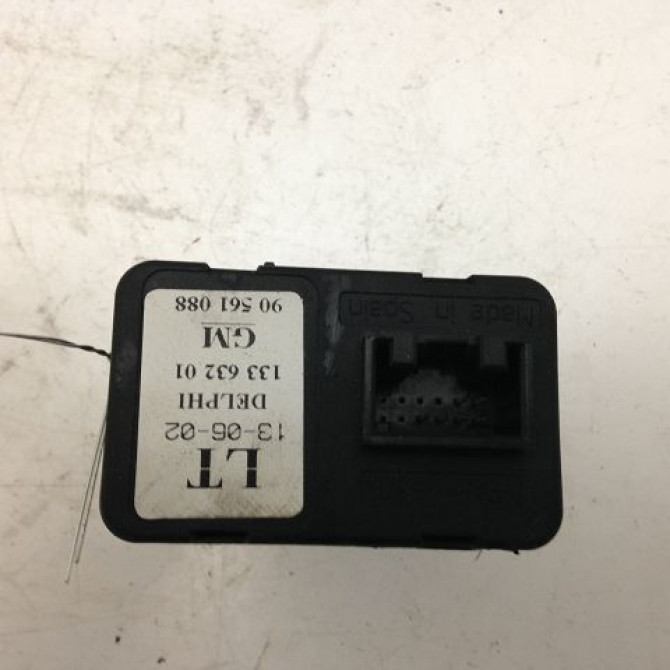 LT
13-06-02
DELPHI
133 632 01
GM
90 561 088
Made in Spain